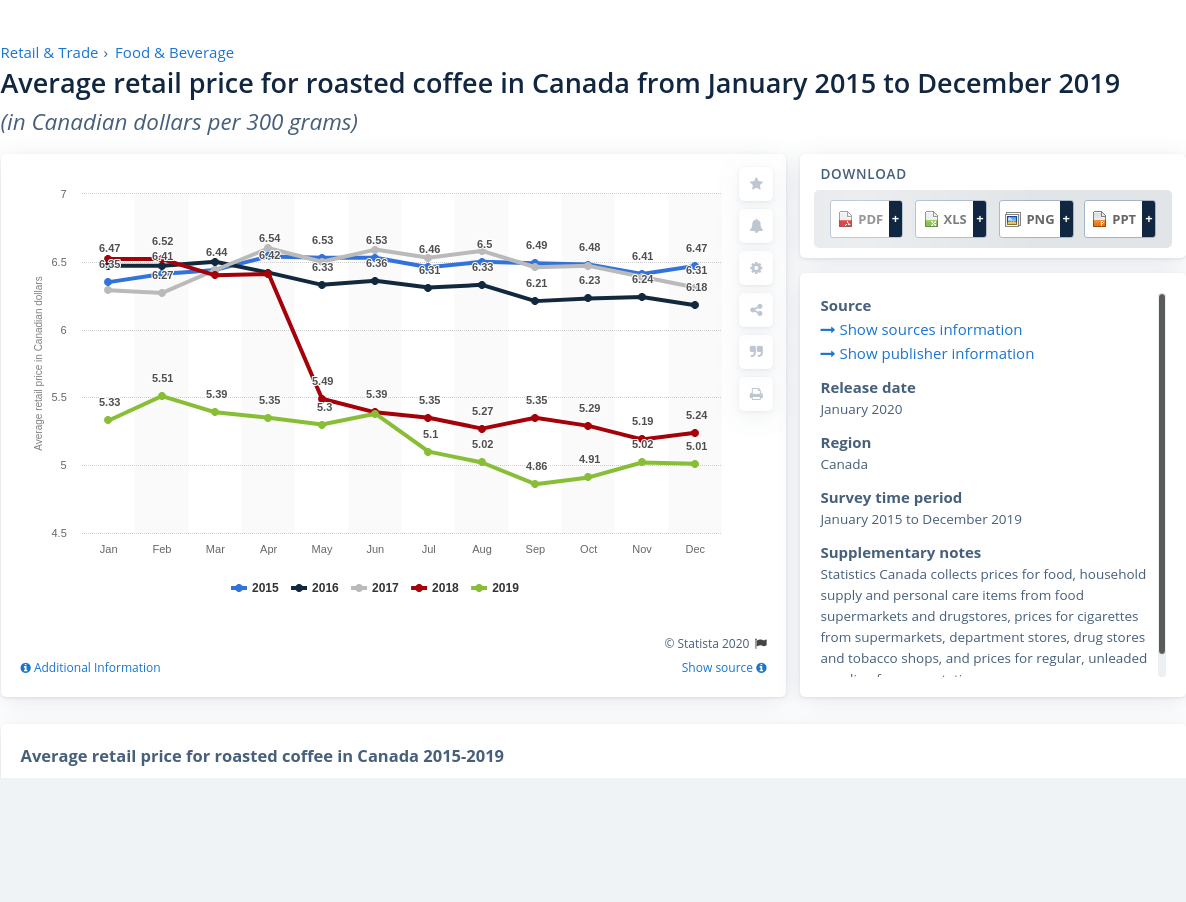 Retail & Trade › Food & Beverage
Average retail price for roasted coffee in Canada from January 2015 to December 2019
(in Canadian dollars per 300 grams)
DOWNLOAD
PDF +
XLS +
PNG +
PPT +
Average retail price in Canadian dollars
7
6.5
6
5.5
5
4.5
6.47 6.52 6.44 6.54 6.53 6.53 6.46 6.5 6.49 6.48 6.41 6.47
6.35 6.41 6.42 6.33 6.36 6.31 6.33 6.21 6.23 6.24 6.31
6.27 6.18
5.49 5.39 5.35 5.27 5.35 5.29 5.19 5.24
5.33 5.51 5.39 5.35 5.3 5.1 5.02 4.86 4.91 5.02 5.01
Jan Feb Mar Apr May Jun Jul Aug Sep Oct Nov Dec
2015 2016 2017 2018 2019
© Statista 2020
Additional Information
Show source
Source
Show sources information
Show publisher information
Release date
January 2020
Region
Canada
Survey time period
January 2015 to December 2019
Supplementary notes
Statistics Canada collects prices for food, household
supply and personal care items from food
supermarkets and drugstores, prices for cigarettes
from supermarkets, department stores, drug stores
and tobacco shops, and prices for regular, unleaded
Average retail price for roasted coffee in Canada 2015-2019